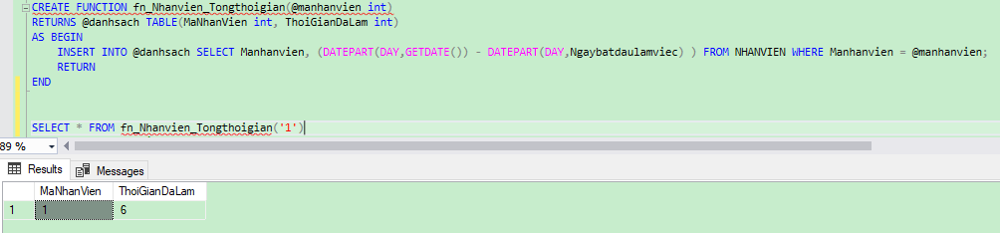 CREATE FUNCTION fn_Nhanvien_Tongthoigian(@manhanvien int)
RETURNS @danhsach TABLE(MaNhanVien int, ThoiGianDaLam int)
AS BEGIN
INSERT INTO @danhsach SELECT Manhanvien, (DATEPART(DAY,GETDATE()) - DATEPART(DAY,Ngaybatdaulamviec) ) FROM NHANVIEN WHERE Manhanvien = @manhanvien;
RETURN
END
SELECT * FROM fn_Nhanvien_Tongthoigian('1')
89 %
Results Messages
MaNhanVien ThoiGianDaLam
1 1 6